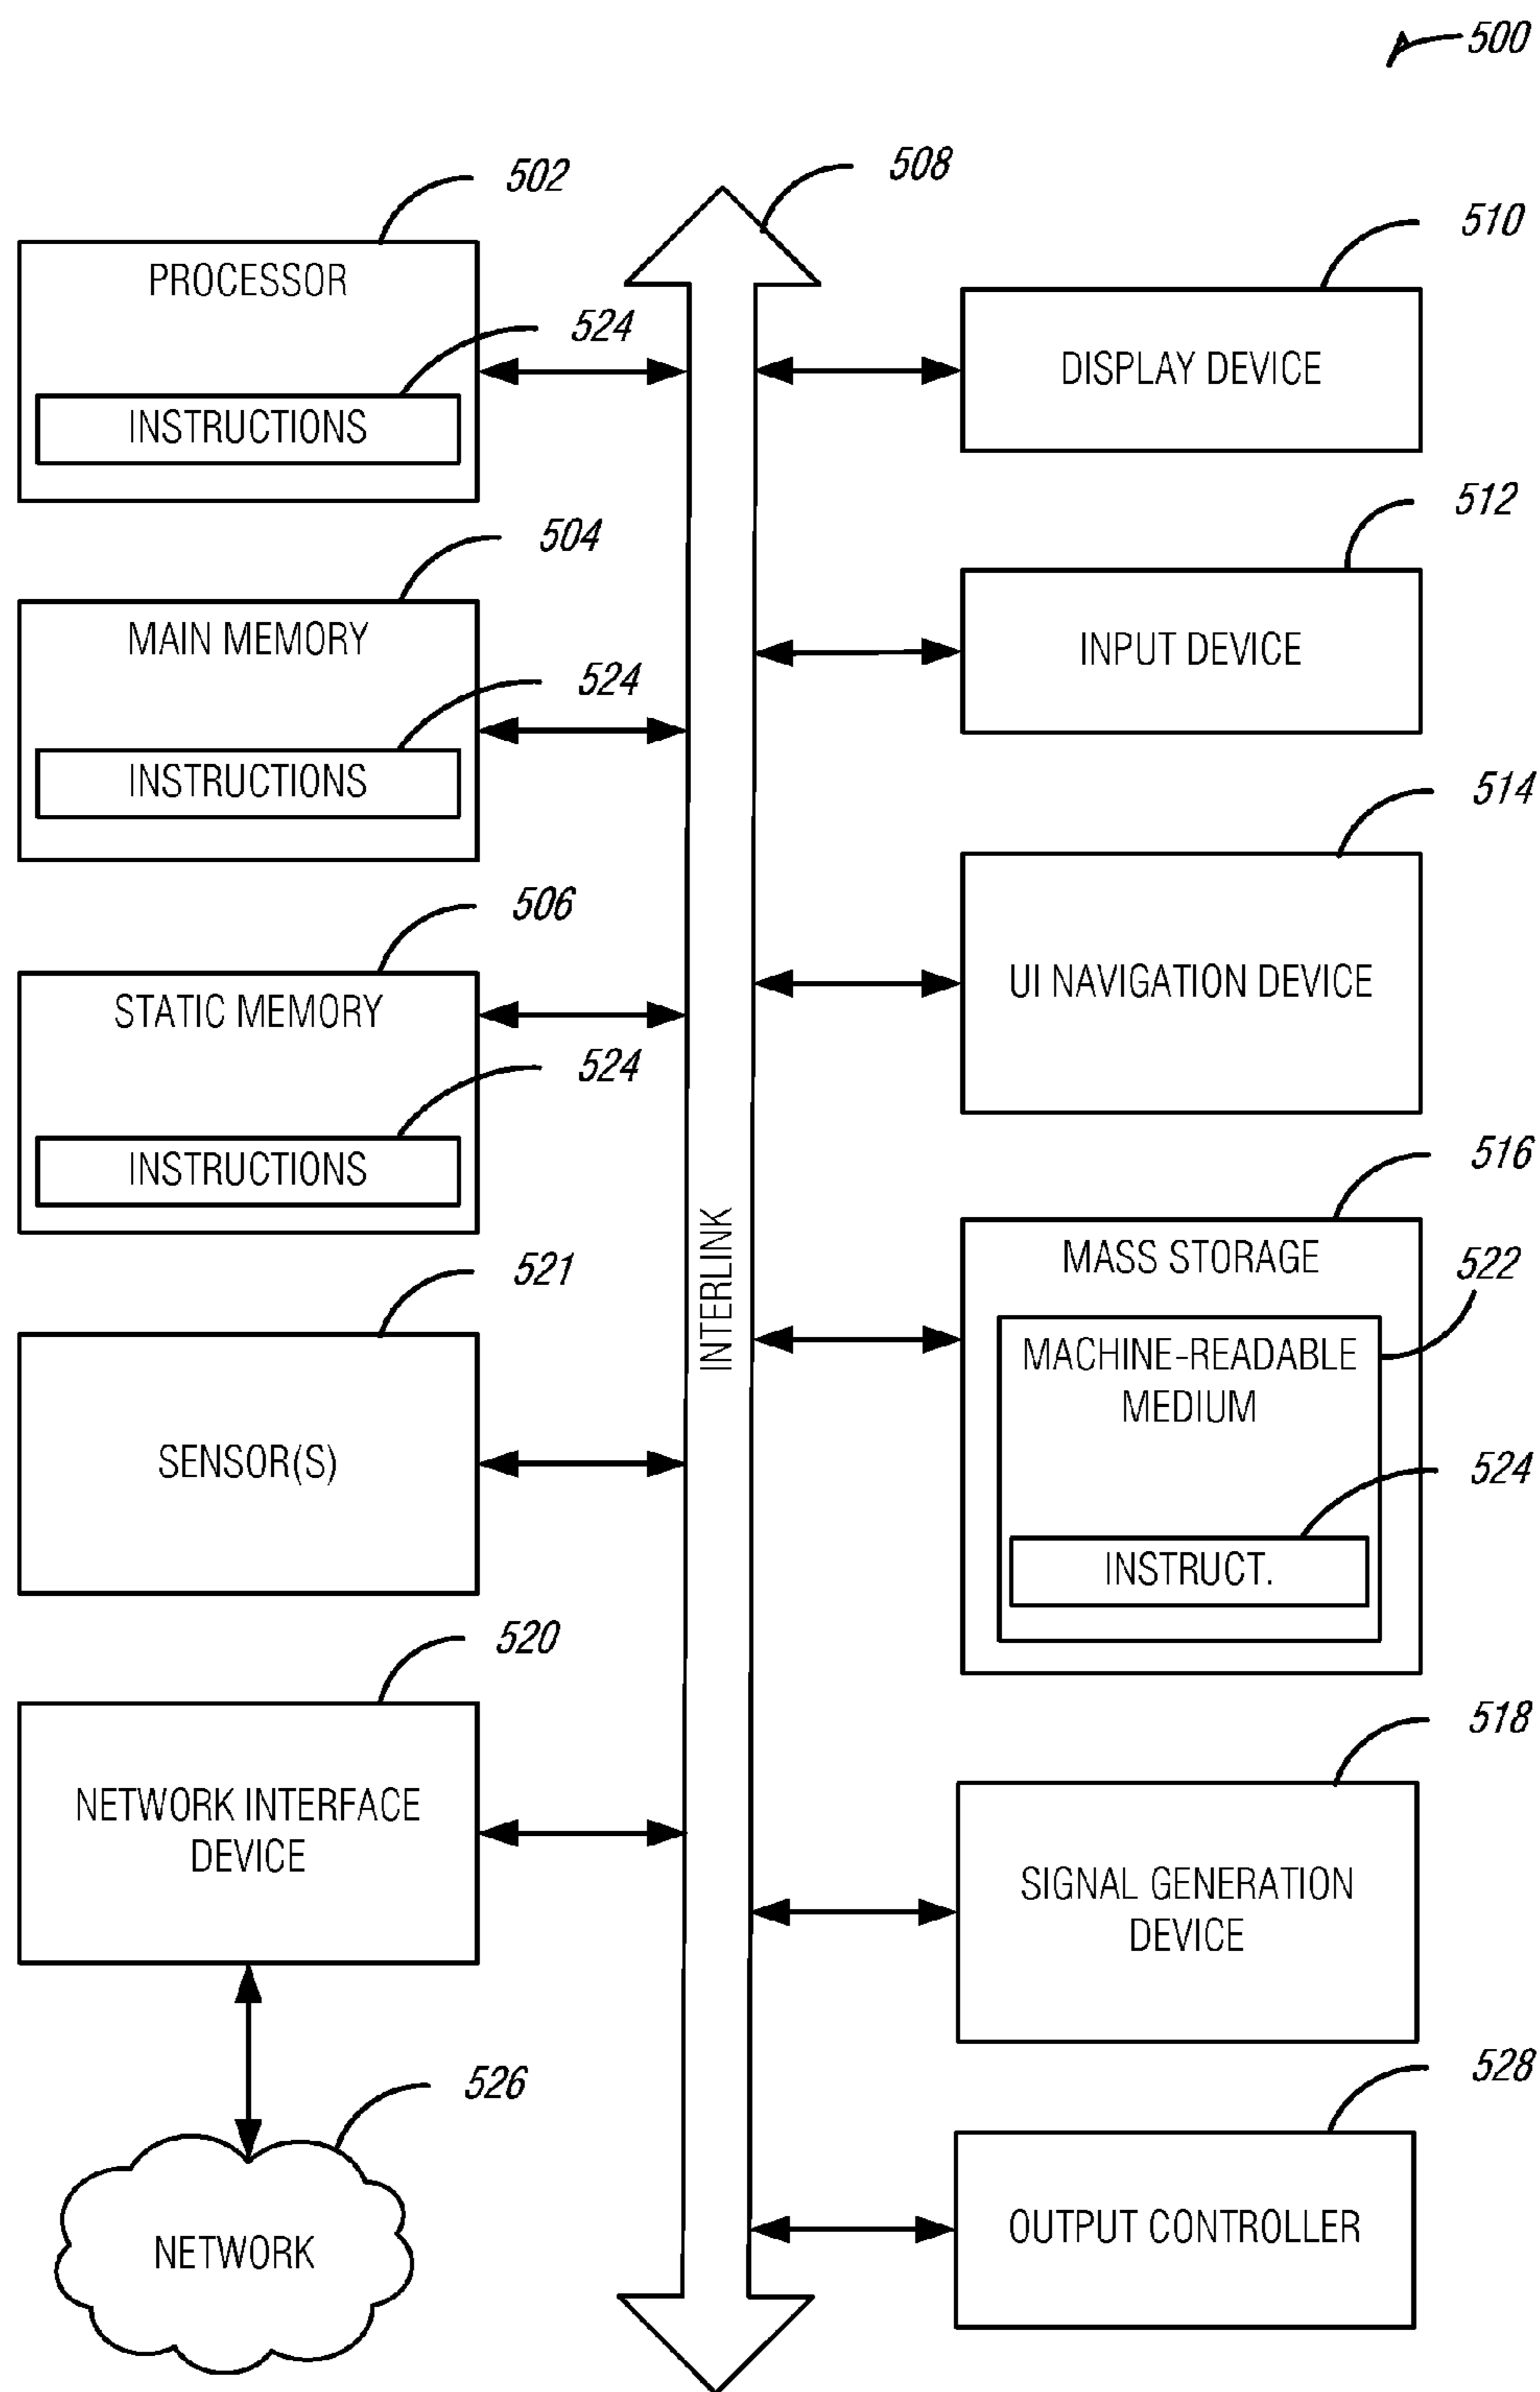 500
502
PROCESSOR
524
INSTRUCTIONS
504
MAIN MEMORY
524
INSTRUCTIONS
506
STATIC MEMORY
524
INSTRUCTIONS
521
SENSOR(S)
520
NETWORK INTERFACE
DEVICE
526
NETWORK
508
INTERLINK
510
DISPLAY DEVICE
512
INPUT DEVICE
514
UI NAVIGATION DEVICE
516
MASS STORAGE
522
MACHINE-READABLE
MEDIUM
524
INSTRUCT.
518
SIGNAL GENERATION
DEVICE
528
OUTPUT CONTROLLER